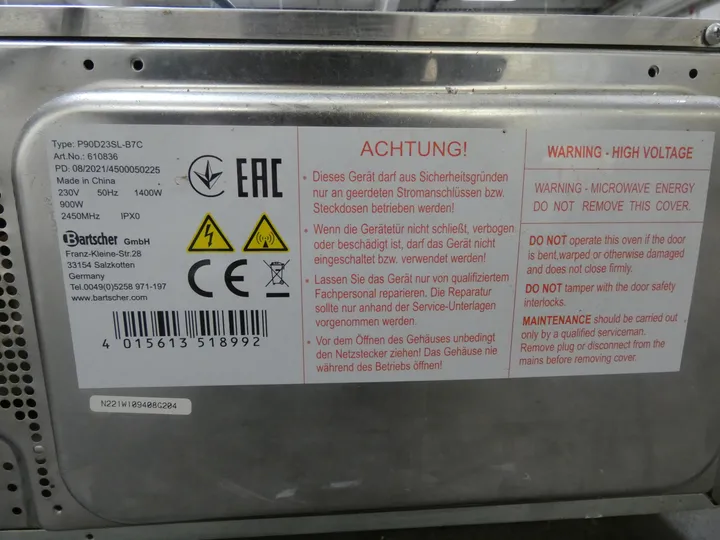 Type: P90D23SL-B7C
Art.No.: 610836
PD: 08/2021/4500050225
Made in China
230V 50Hz 1400W
900W
2450MHz IPX0
Bartscher GmbH
Franz-Kleine-Str.28
33154 Salzkotten
Germany
Tel.0049(0)5258 971-197
www.bartscher.com
4 015613 518992
EAC
CE
ACHTUNG!
• Dieses Gerät darf aus Sicherheitsgründen
nur an geerdeten Stromanschlüssen bzw.
Steckdosen betrieben werden!
• Wenn die Gerätetür nicht schließt, verbogen
oder beschädigt ist, darf das Gerät nicht
eingeschaltet bzw. verwendet werden!
• Lassen Sie das Gerät nur von qualifiziertem
Fachpersonal reparieren. Die Reparatur
sollte nur anhand der Service-Unterlagen
vorgenommen werden.
• Vor dem Öffnen des Gehäuses unbedingt
den Netzstecker ziehen! Das Gehäuse nie
während des Betriebs öffnen!
WARNING - HIGH VOLTAGE
WARNING - MICROWAVE ENERGY
DO NOT REMOVE THIS COVER.
DO NOT operate this oven if the door
is bent,warped or otherwise damaged
and does not close firmly.
DO NOT tamper with the door safety
interlocks.
MAINTENANCE should be carried out
only by a qualified serviceman.
Remove plug or disconnect from the
mains before removing cover.
N221W109408G204